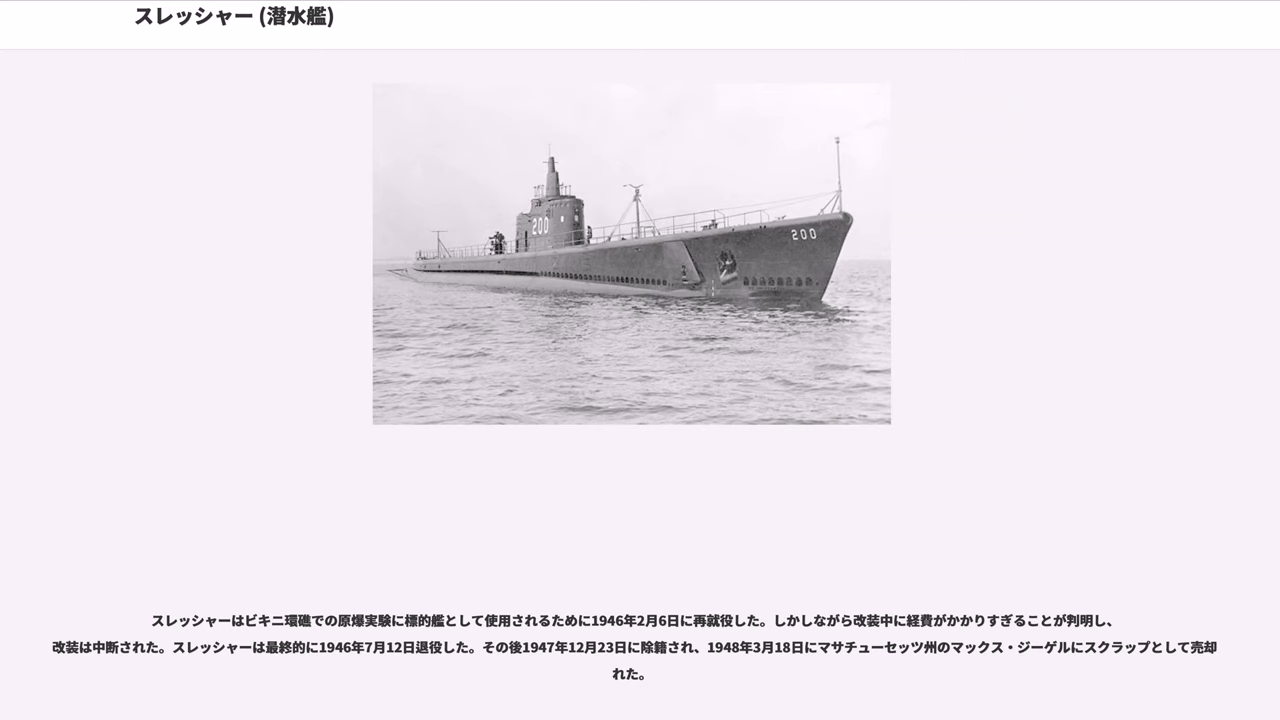 スレッシャー (潜水艦)
200
200
スレッシャーはビキニ環礁での原爆実験に標的艦として使用されるために1946年2月6日に再就役した。しかしながら改装中に経費がかかりすぎることが判明し、
改装は中断された。スレッシャーは最終的に1946年7月12日退役した。その後1947年12月23日に除籍され、1948年3月18日にマサチューセッツ州のマックス・ジーゲルにスクラップとして売却
れた。